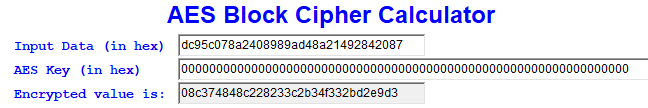 AES Block Cipher Calculator
Input Data (in hex) dc95c078a2408989ad48a21492842087
AES Key (in hex) 0000000000000000000000000000000000000000000000000000000000000000
Encrypted value is: 08c374848c228233c2b34f332bd2e9d3